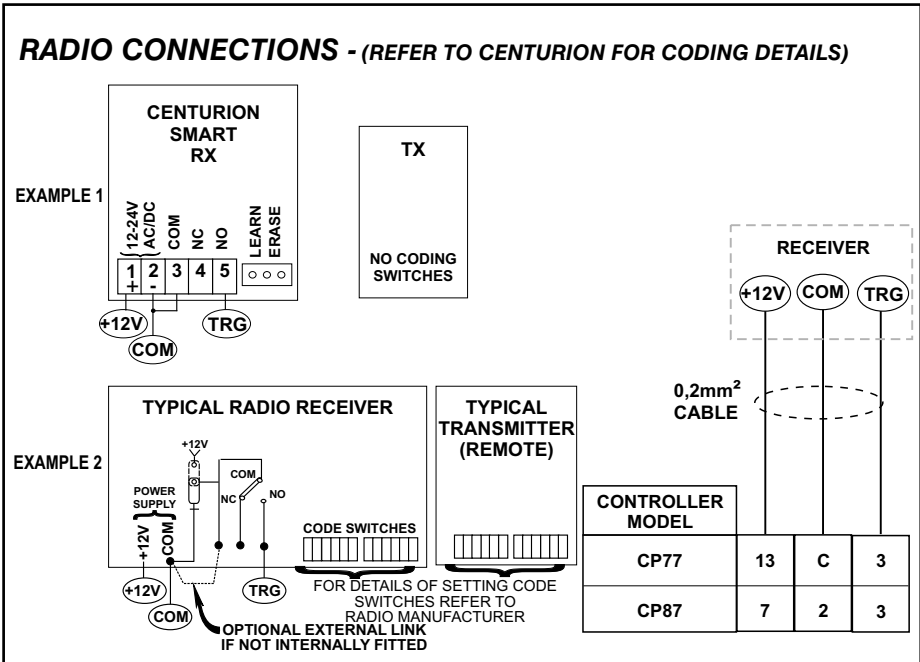 RADIO CONNECTIONS - (REFER TO CENTURION FOR CODING DETAILS)
EXAMPLE 1
CENTURION
SMART
RX
12-24V
AC/DC
COM
NC
NO
LEARN
ERASE
1 2 3 4 5
+ -
+12V
COM
TRG
TX
NO CODING
SWITCHES
RECEIVER
+12V COM TRG
0,2mm²
CABLE
EXAMPLE 2
TYPICAL RADIO RECEIVER
+12V
COM
NC
NO
POWER
SUPPLY
+12V
COM
CODE SWITCHES
+12V
COM
TRG
OPTIONAL EXTERNAL LINK
IF NOT INTERNALLY FITTED
TYPICAL
TRANSMITTER
(REMOTE)
FOR DETAILS OF SETTING CODE
SWITCHES REFER TO
RADIO MANUFACTURER
CONTROLLER
MODEL
CP77 13 C 3
CP87 7 2 3